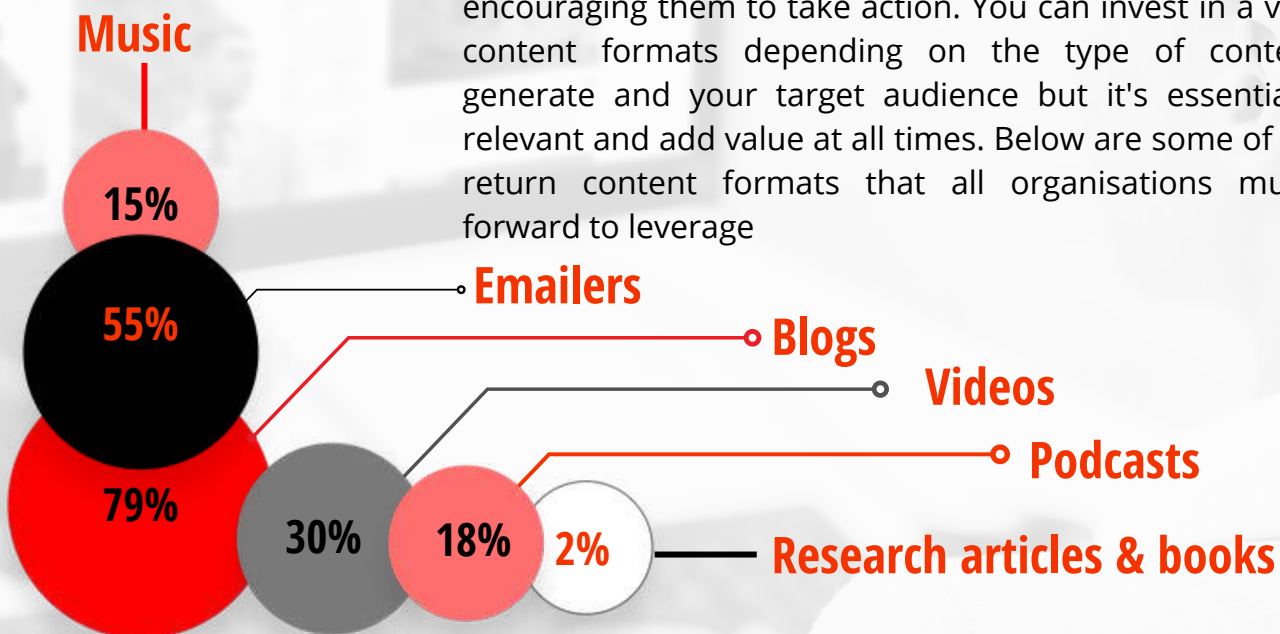 Music
encouraging them to take action. You can invest in a v
content formats depending on the type of conte
generate and your target audience but it's essentia
relevant and add value at all times. Below are some of
return content formats that all organisations mu
forward to leverage
15%
Emailers
55%
Blogs
Videos
Podcasts
79%
30%
18%
2%
Research articles & books